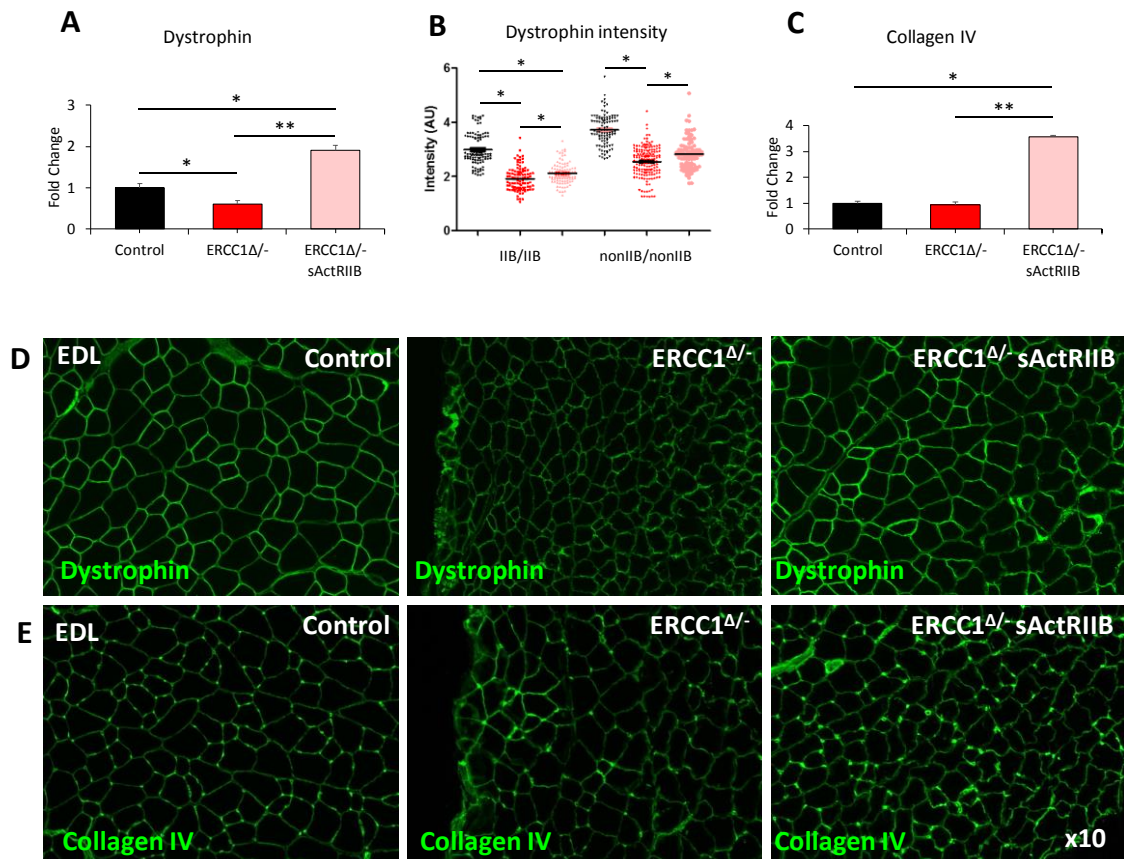 A
Dystrophin
Fold Change
3
2
1
0
*
**
*
Control
ERCC1Δ/-
ERCC1Δ/-
sActRIIB
B
Dystrophin intensity
Intensity (AU)
6
4
2
0
*
*
*
*
*
IIB/IIB
nonIIB/nonIIB
C
Collagen IV
Fold Change
4
3
2
1
0
*
**
Control
ERCC1Δ/-
ERCC1Δ/-
sActRIIB
D
EDL
Control
Dystrophin
ERCC1Δ/-
Dystrophin
ERCC1Δ/- sActRIIB
Dystrophin
E
EDL
Control
Collagen IV
ERCC1Δ/-
Collagen IV
ERCC1Δ/- sActRIIB
Collagen IV
x10